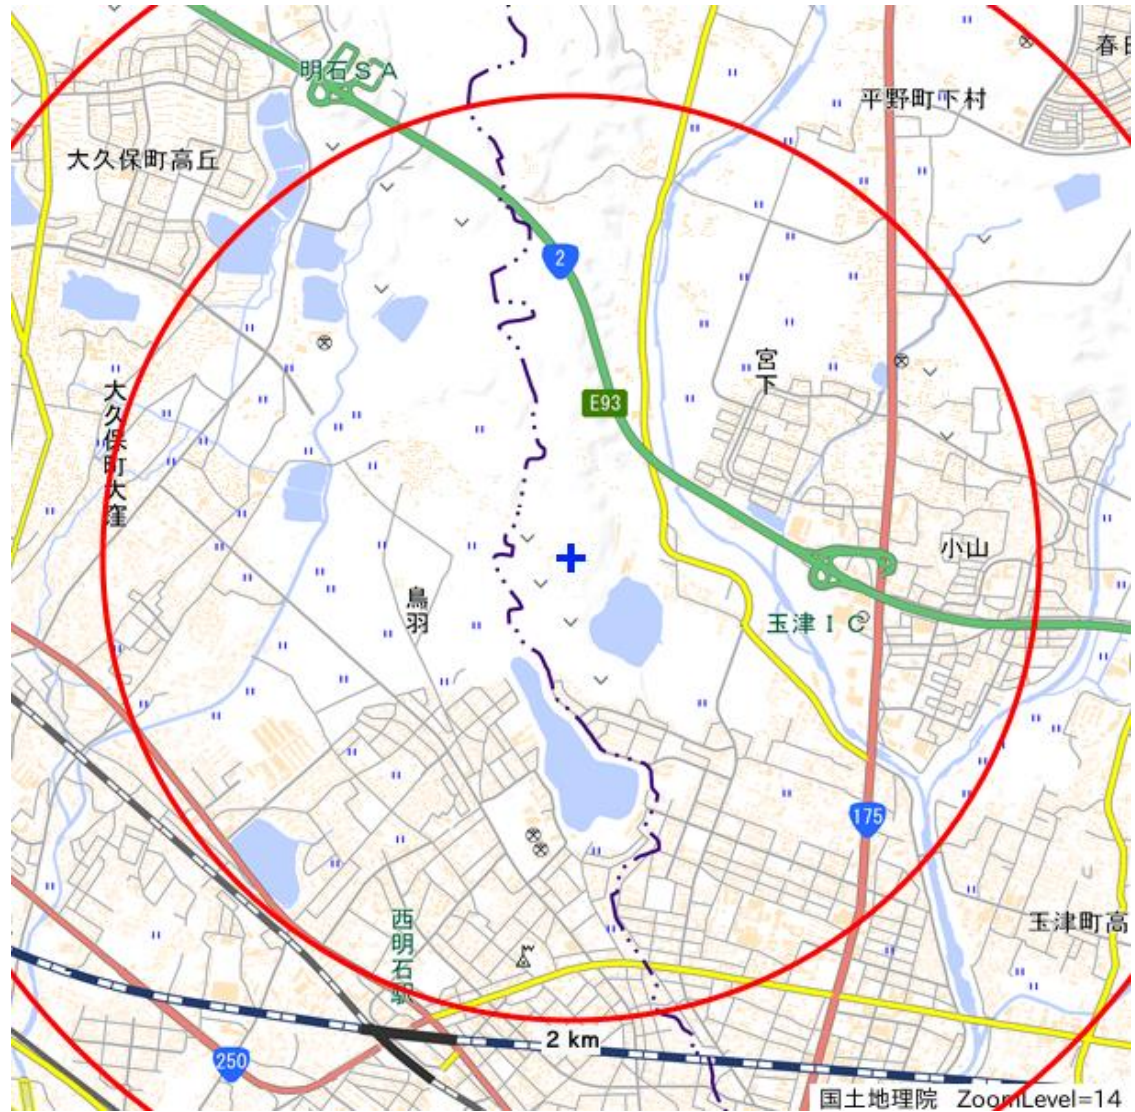 明石SA
春日
平野町下村
大久保町高丘
2
宮下
E93
大久保町大窪
小山
鳥羽
玉津IC
175
西明石駅
玉津町高
2 km
250
国土地理院 ZoomLevel=14